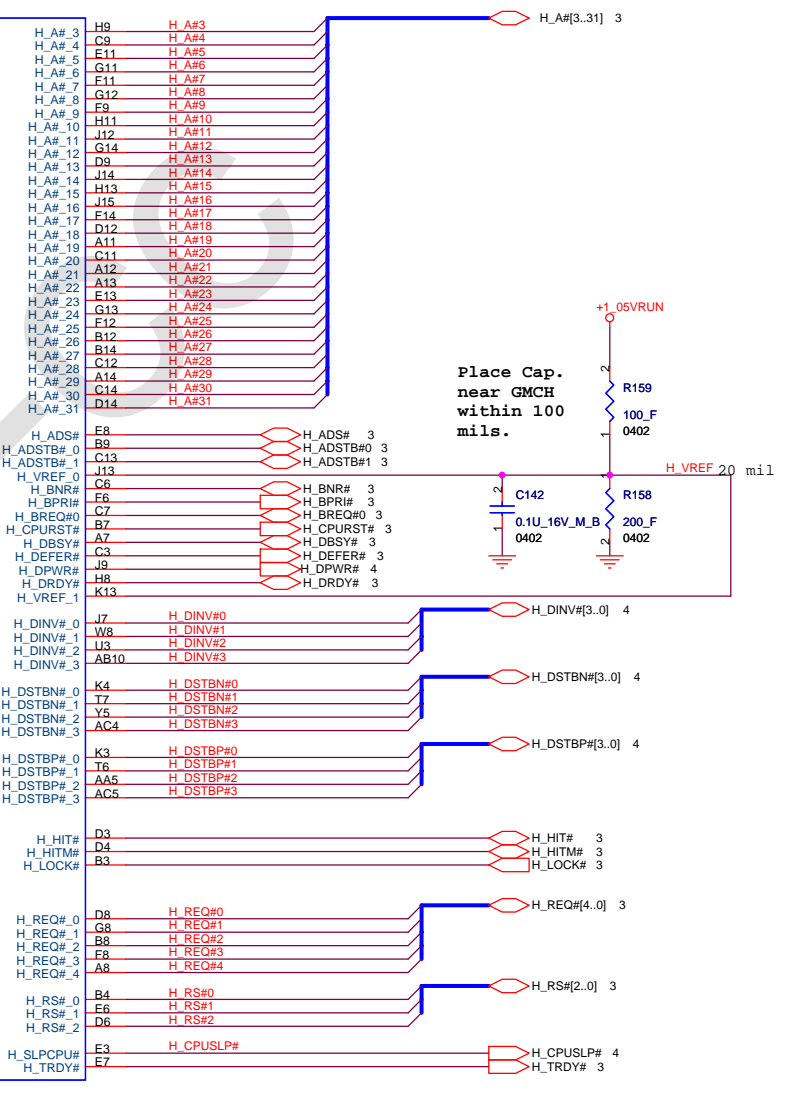 H_A#_3 H9 H_A#3 H_A#[3..31] 3
H_A#_4 C9 H_A#4
H_A#_5 E11 H_A#5
H_A#_6 G11 H_A#6
H_A#_7 F11 H_A#7
H_A#_8 G12 H_A#8
H_A#_9 F9 H_A#9
H_A#_10 H11 H_A#10
H_A#_11 J12 H_A#11
H_A#_12 G14 H_A#12
H_A#_13 D9 H_A#13
H_A#_14 J14 H_A#14
H_A#_15 H13 H_A#15
H_A#_16 J15 H_A#16
H_A#_17 F14 H_A#17
H_A#_18 D12 H_A#18
H_A#_19 A11 H_A#19
H_A#_20 C11 H_A#20
H_A#_21 A12 H_A#21
H_A#_22 A13 H_A#22
H_A#_23 E13 H_A#23
H_A#_24 G13 H_A#24
H_A#_25 F12 H_A#25
H_A#_26 B12 H_A#26
H_A#_27 B14 H_A#27
H_A#_28 C12 H_A#28
H_A#_29 A14 H_A#29
H_A#_30 C14 H_A#30
H_A#_31 D14 H_A#31
+1_05VRUN
Place Cap.
near GMCH
within 100
mils.
2
R159
100_F
1
0402
H_ADS# E8 H_ADS# 3
H_ADSTB#_0 B9 H_ADSTB#0 3
H_ADSTB#_1 C13 H_ADSTB#1 3
H_VREF_0 J13 H_VREF 20 mil
H_BNR# C6 H_BNR# 3
H_BPRI# F6 H_BPRI# 3
H_BREQ#0 C7 H_BREQ#0 3
H_CPURST# B7 H_CPURST# 3
H_DBSY# A7 H_DBSY# 3
H_DEFER# C3 H_DEFER# 3
H_DPWR# J9 H_DPWR# 4
H_DRDY# H8 H_DRDY# 3
H_VREF_1 K13
2
C142
0.1U_16V_M_B
1
0402
1
R158
200_F
2
0402
H_DINV#_0 J7 H_DINV#0 H_DINV#[3..0] 4
H_DINV#_1 W8 H_DINV#1
H_DINV#_2 U3 H_DINV#2
H_DINV#_3 AB10 H_DINV#3
H_DSTBN#_0 K4 H_DSTBN#0 H_DSTBN#[3..0] 4
H_DSTBN#_1 T7 H_DSTBN#1
H_DSTBN#_2 Y5 H_DSTBN#2
H_DSTBN#_3 AC4 H_DSTBN#3
H_DSTBP#_0 K3 H_DSTBP#0 H_DSTBP#[3..0] 4
H_DSTBP#_1 T6 H_DSTBP#1
H_DSTBP#_2 AA5 H_DSTBP#2
H_DSTBP#_3 AC5 H_DSTBP#3
H_HIT# D3 H_HIT# 3
H_HITM# D4 H_HITM# 3
H_LOCK# B3 H_LOCK# 3
H_REQ#_0 D8 H_REQ#0 H_REQ#[4..0] 3
H_REQ#_1 G8 H_REQ#1
H_REQ#_2 B8 H_REQ#2
H_REQ#_3 F8 H_REQ#3
H_REQ#_4 A8 H_REQ#4
H_RS#_0 B4 H_RS#0 H_RS#[2..0] 3
H_RS#_1 E6 H_RS#1
H_RS#_2 D6 H_RS#2
H_SLPCPU# E3 H_CPUSLP# H_CPUSLP# 4
H_TRDY# E7 H_TRDY# 3